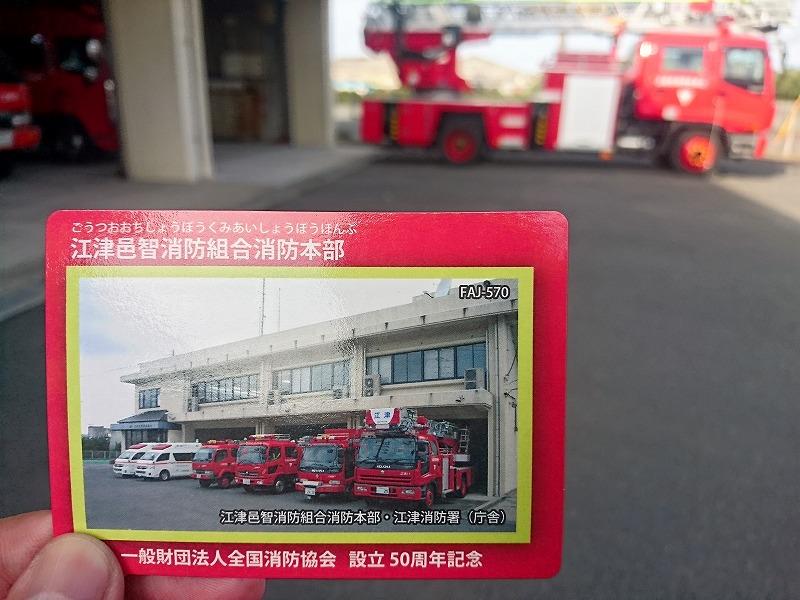 ごうつおおちしょうぼうくみあいしょうぼうほんぶ
江津邑智消防組合消防本部
FAJ-570
江津
江津邑智消防組合消防本部・江津消防署（庁舎）
一般財団法人全国消防協会 設立50周年記念